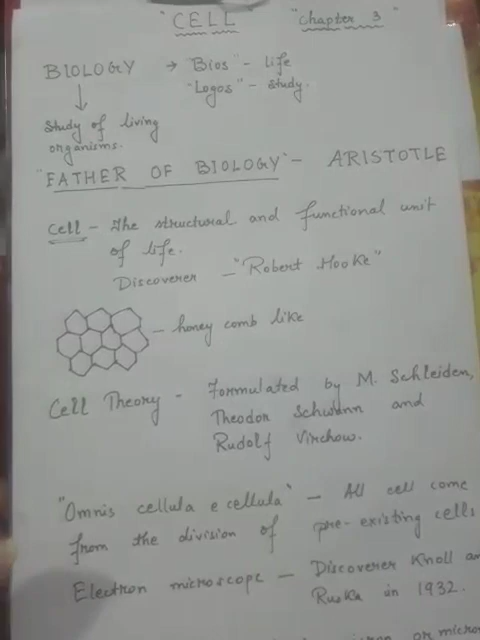 "CELL" "Chapter 3"
BIOLOGY → "Bios" - life
"Logos" - study.
study of living
organisms.
"FATHER OF BIOLOGY" - ARISTOTLE
Cell - The structural and functional unit
of life.
Discoverer - "Robert Hooke"
- honey comb like
Cell Theory - Formulated by M. Schleiden,
Theodor Schwann and
Rudolf Virchow.
"Omnis cellula e cellula" - All cell come
from the division of pre-existing cells
Electron microscope - Discoverer Knoll an
Ruska in 1932.
or micron